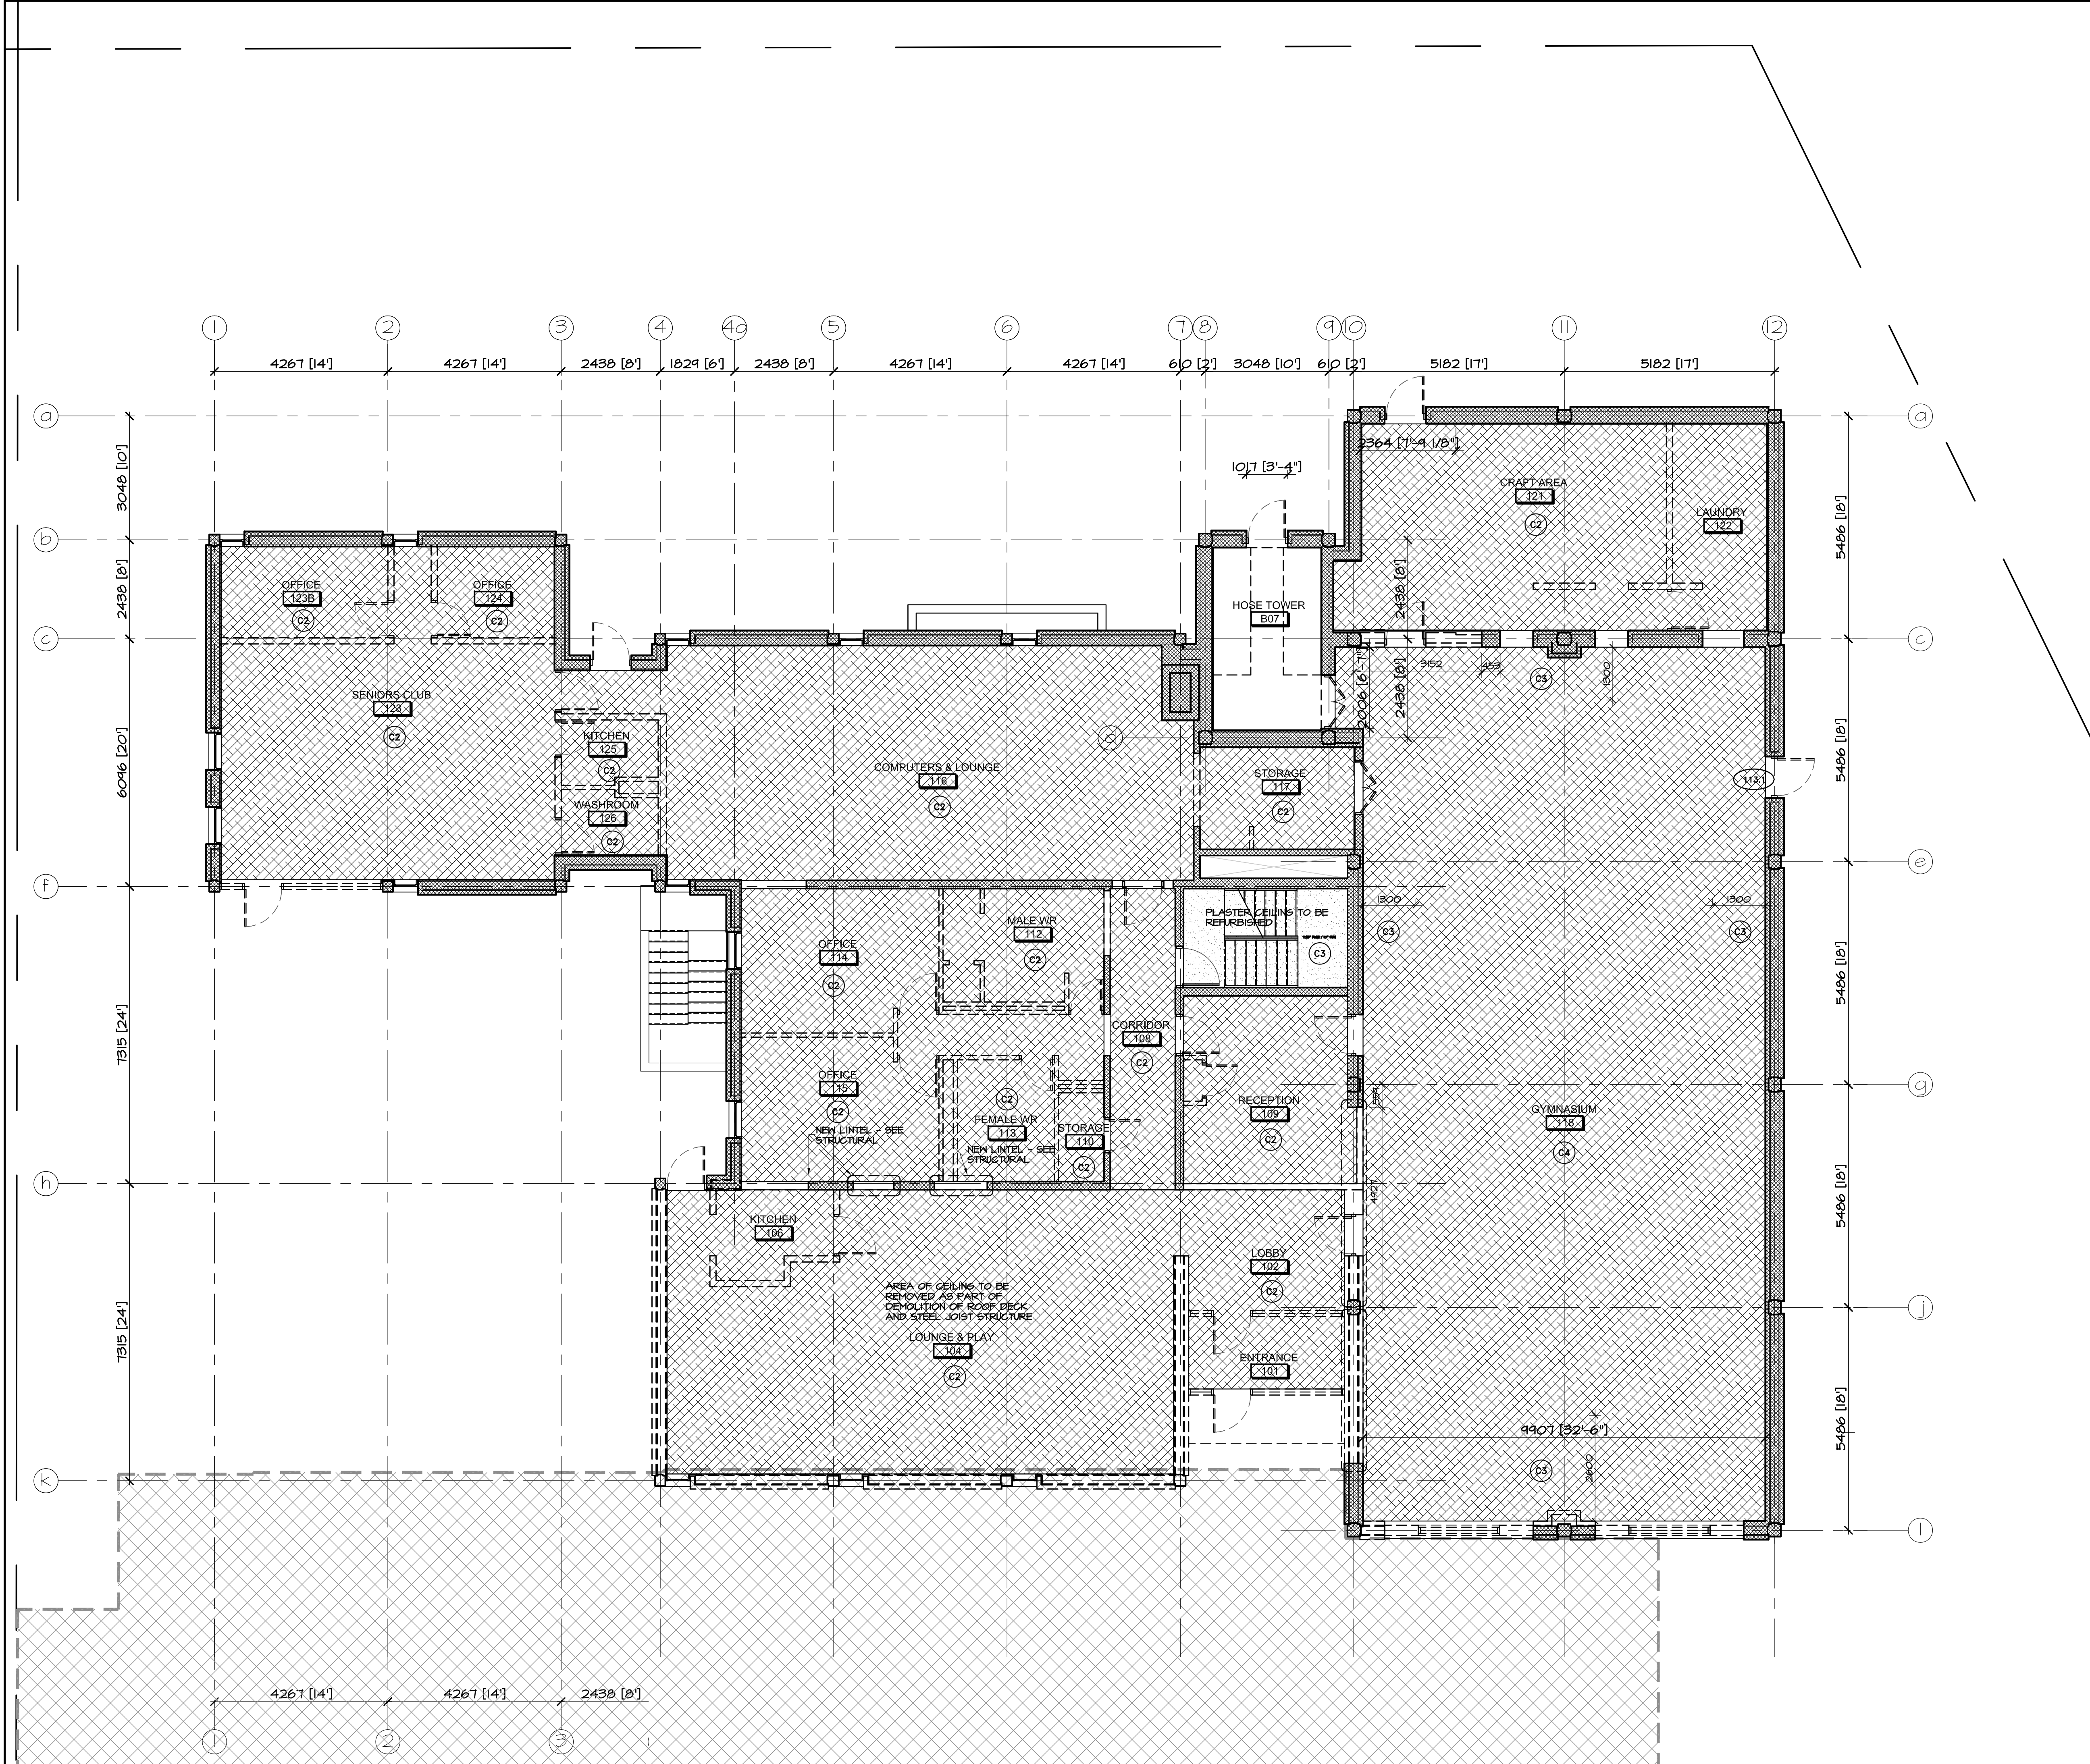 1 2 3 4 4a 5 6 7 8 9 10 11 12
4267 [14'] 4267 [14'] 2438 [8'] 1829 [6'] 2438 [8'] 4267 [14'] 4267 [14'] 610 [2'] 3048 [10'] 610 [2'] 5182 [17'] 5182 [17']
a a
3048 [10']
2364 [7'-9 1/8"]
1017 [3'-4"]
CRAFT AREA
121
C2
LAUNDRY
122
5486 [18']
b
2438 [8']
2438 [8']
OFFICE
123B
C2
OFFICE
124
C2
HOSE TOWER
B07
c c
3152 453
1300
C3
2006 [6'-7"]
2438 [8']
SENIORS CLUB
123
C2
6096 [20']
KITCHEN
125
C2
WASHROOM
126
C2
d
COMPUTERS & LOUNGE
116
C2
STORAGE
117
C2
5486 [18']
113.1
e
f
PLASTER CEILING TO BE
REFURBISHED
C3
1300
C3
1300
C3
5486 [18']
OFFICE
114
C2
MALE WR
112
C2
7315 [24']
CORRIDOR
108
C2
OFFICE
115
C2
NEW LINTEL - SEE
STRUCTURAL
C2
FEMALE WR
113
NEW LINTEL - SEE
STRUCTURAL
STORAGE
110
C2
RECEPTION
109
C2
559
g
GYMNASIUM
118
C4
h
4927
5486 [18']
KITCHEN
106
LOBBY
102
C2
AREA OF CEILING TO BE
REMOVED AS PART OF
DEMOLITION OF ROOF DECK
AND STEEL JOIST STRUCTURE
LOUNGE & PLAY
104
C2
7315 [24']
ENTRANCE
101
j
5486 [18']
9907 [32'-6"]
C3
2600
k
l
4267 [14'] 4267 [14'] 2438 [8']
1 2 3